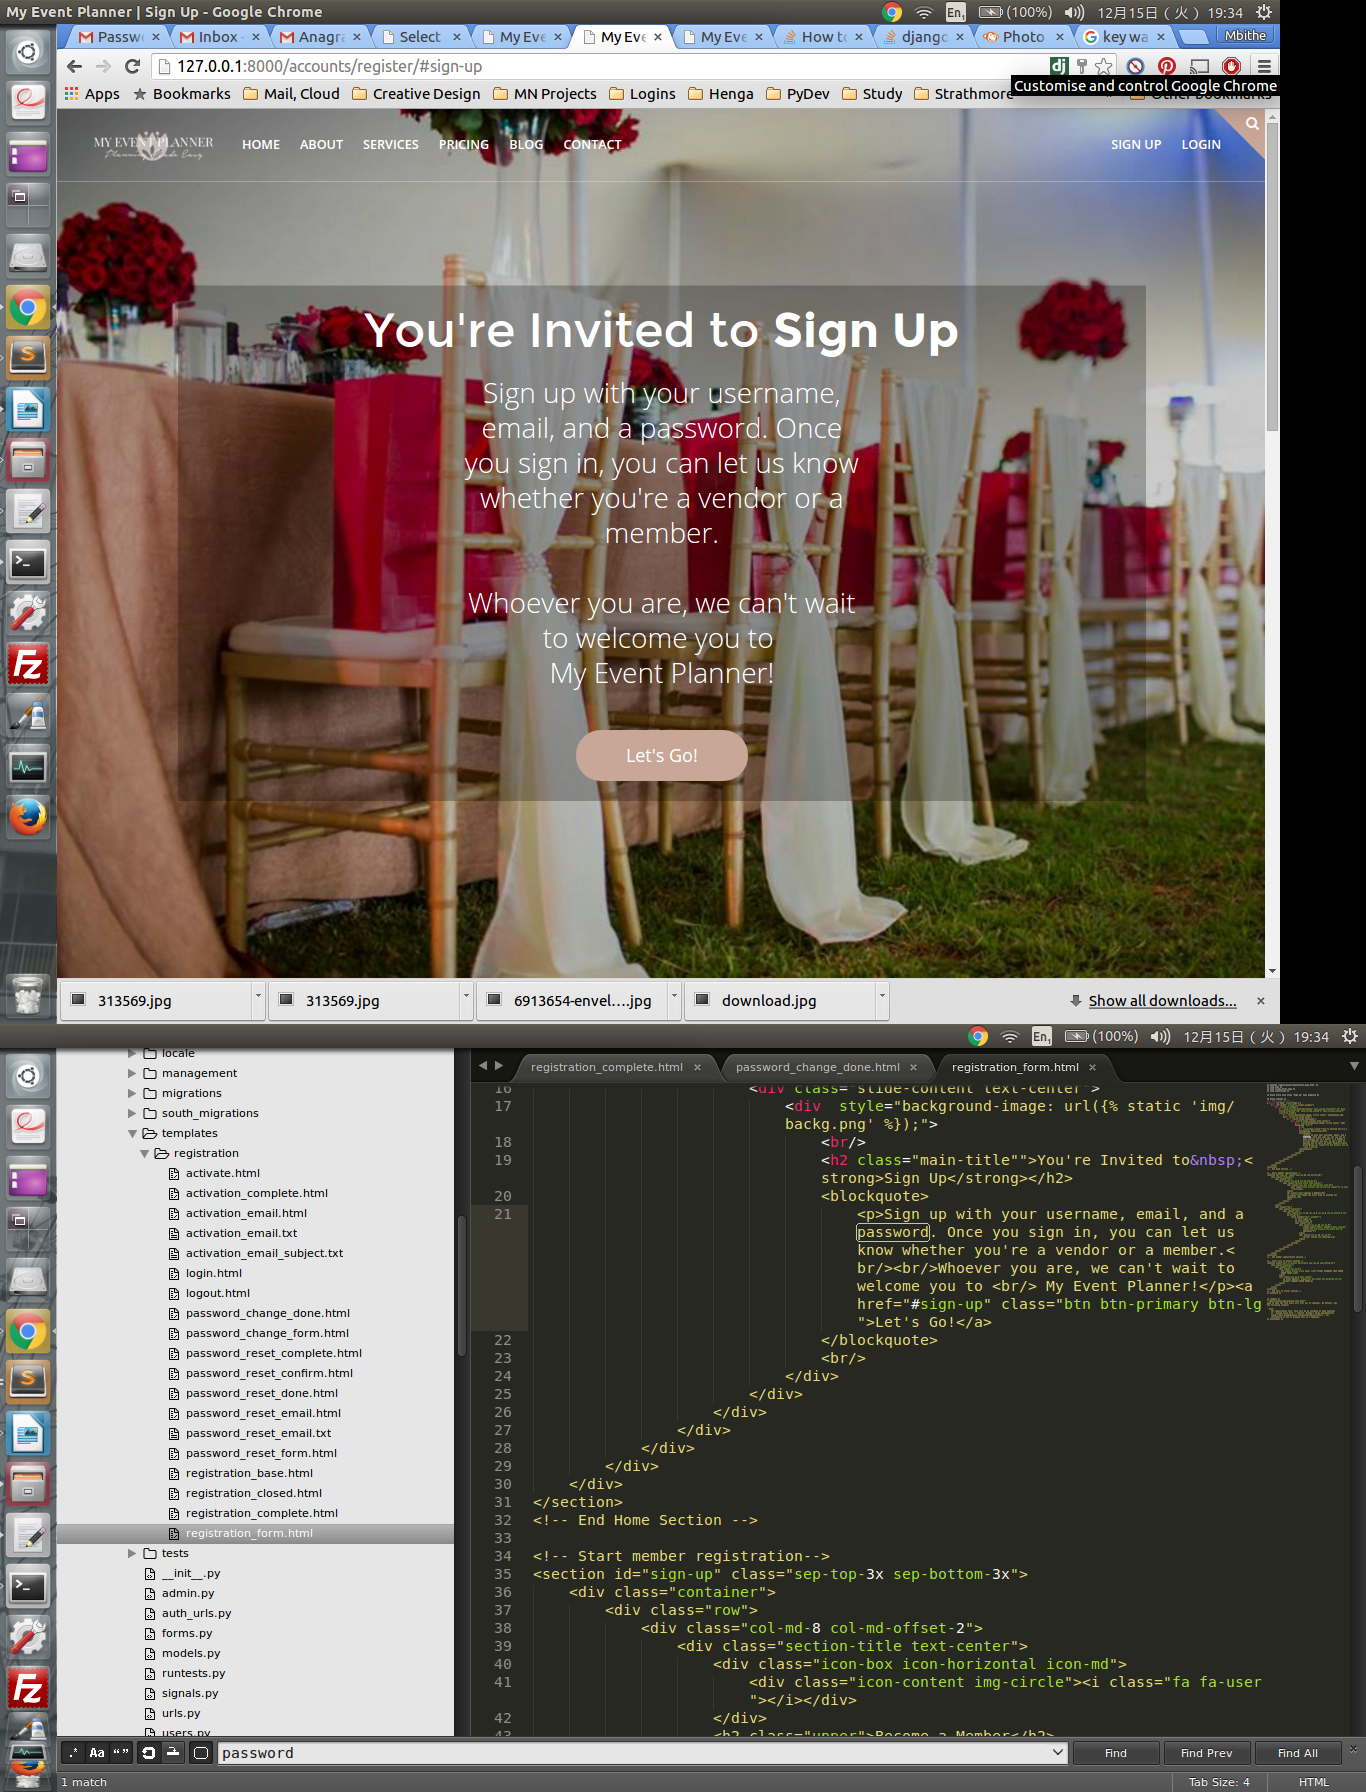 My Event Planner | Sign Up - Google Chrome
En1 (100%) 12月15日 ( 火 ) 19:34
Passw Inbox - Anagra Select My Eve My Eve My Eve How to django Photo key wa Mbithe
127.0.0.1:8000/accounts/register/#sign-up
dj
Customise and control Google Chrome
Apps Bookmarks Mail, Cloud Creative Design MN Projects Logins Henga PyDev Study Strathmore Other bookmarks
MY EVENT PLANNER
Planning Made Easy
HOME ABOUT SERVICES PRICING BLOG CONTACT SIGN UP LOGIN
You're Invited to Sign Up
Sign up with your username,
email, and a password. Once
you sign in, you can let us know
whether you're a vendor or a
member.
Whoever you are, we can't wait
to welcome you to
My Event Planner!
Let's Go!
313569.jpg 313569.jpg 6913654-envel....jpg download.jpg Show all downloads...
En1 (100%) 12月15日 ( 火 ) 19:34
locale
management
migrations
south_migrations
templates
registration
activate.html
activation_complete.html
activation_email.html
activation_email.txt
activation_email_subject.txt
login.html
logout.html
password_change_done.html
password_change_form.html
password_reset_complete.html
password_reset_confirm.html
password_reset_done.html
password_reset_email.html
password_reset_email.txt
password_reset_form.html
registration_base.html
registration_closed.html
registration_complete.html
registration_form.html
tests
__init__.py
admin.py
auth_urls.py
forms.py
models.py
runtests.py
signals.py
urls.py
users.py
registration_complete.html password_change_done.html registration_form.html
16 <div class="slide-content text-center">
17 <div  style="background-image: url({% static 'img/
backg.png' %});">
18 <br/>
19 <h2 class="main-title"">You're Invited to&nbsp;<
strong>Sign Up</strong></h2>
20 <blockquote>
21 <p>Sign up with your username, email, and a
password. Once you sign in, you can let us
know whether you're a vendor or a member.<
br/><br/>Whoever you are, we can't wait to
welcome you to <br/> My Event Planner!</p><a
href="#sign-up" class="btn btn-primary btn-lg
">Let's Go!</a>
22 </blockquote>
23 <br/>
24 </div>
25 </div>
26 </div>
27 </div>
28 </div>
29 </div>
30 </div>
31 </section>
32 <!-- End Home Section -->
33
34 <!-- Start member registration-->
35 <section id="sign-up" class="sep-top-3x sep-bottom-3x">
36 <div class="container">
37 <div class="row">
38 <div class="col-md-8 col-md-offset-2">
39 <div class="section-title text-center">
40 <div class="icon-box icon-horizontal icon-md">
41 <div class="icon-content img-circle"><i class="fa fa-user
"></i></div>
42 </div>
43 <h2 class="upper">Become a Member</h2>
.* Aa “ ” password Find Find Prev Find All
1 match Tab Size: 4 HTML